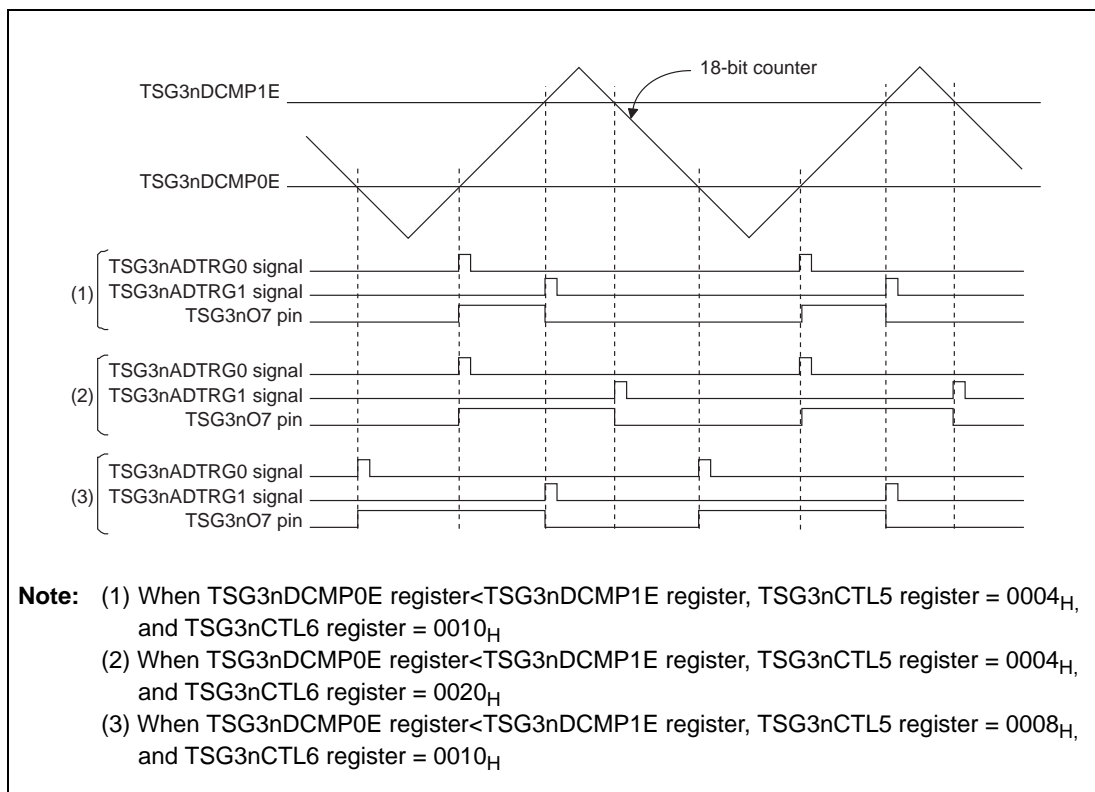 18-bit counter
TSG3nDCMP1E
TSG3nDCMP0E
TSG3nADTRG0 signal
(1) TSG3nADTRG1 signal
TSG3nO7 pin
TSG3nADTRG0 signal
(2) TSG3nADTRG1 signal
TSG3nO7 pin
TSG3nADTRG0 signal
(3) TSG3nADTRG1 signal
TSG3nO7 pin
Note: (1) When TSG3nDCMP0E register<TSG3nDCMP1E register, TSG3nCTL5 register = 0004H,
and TSG3nCTL6 register = 0010H
(2) When TSG3nDCMP0E register<TSG3nDCMP1E register, TSG3nCTL5 register = 0004H,
and TSG3nCTL6 register = 0020H
(3) When TSG3nDCMP0E register<TSG3nDCMP1E register, TSG3nCTL5 register = 0008H,
and TSG3nCTL6 register = 0010H